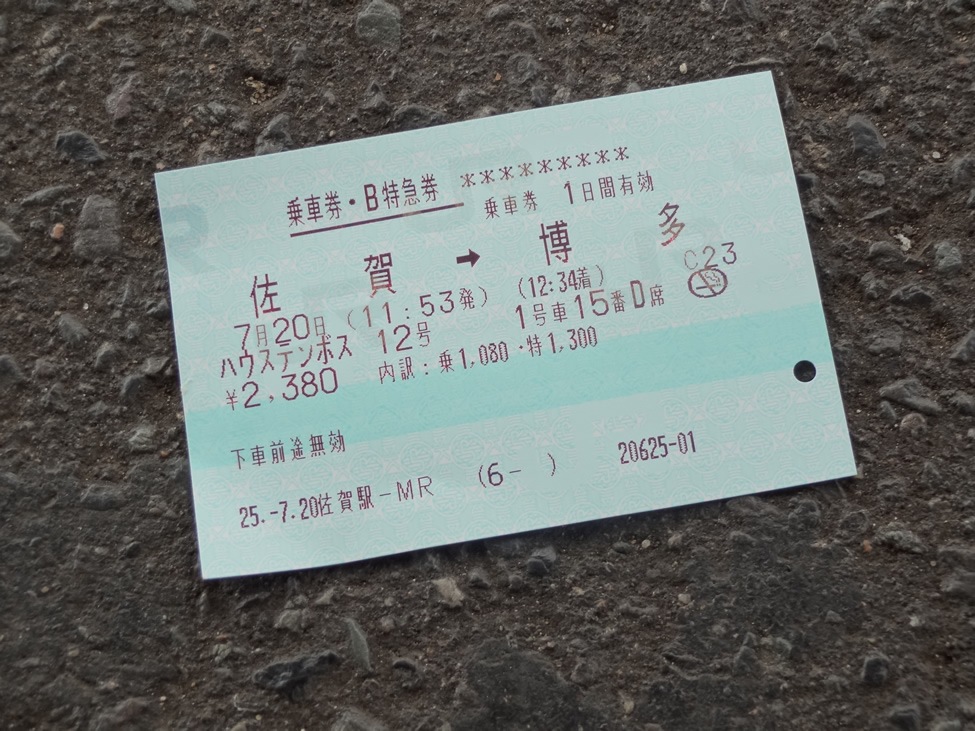 乗車券・B特急券 *********
乗車券 1日間有効
佐賀 ➡ 博多
7月20日 (11:53発) (12:34着) C23
ハウステンボス 12号 1号車15番D席
¥2,380 内訳:乗1,080・特1,300
下車前途無効
25.-7.20佐賀駅-MR (6- ) 20625-01